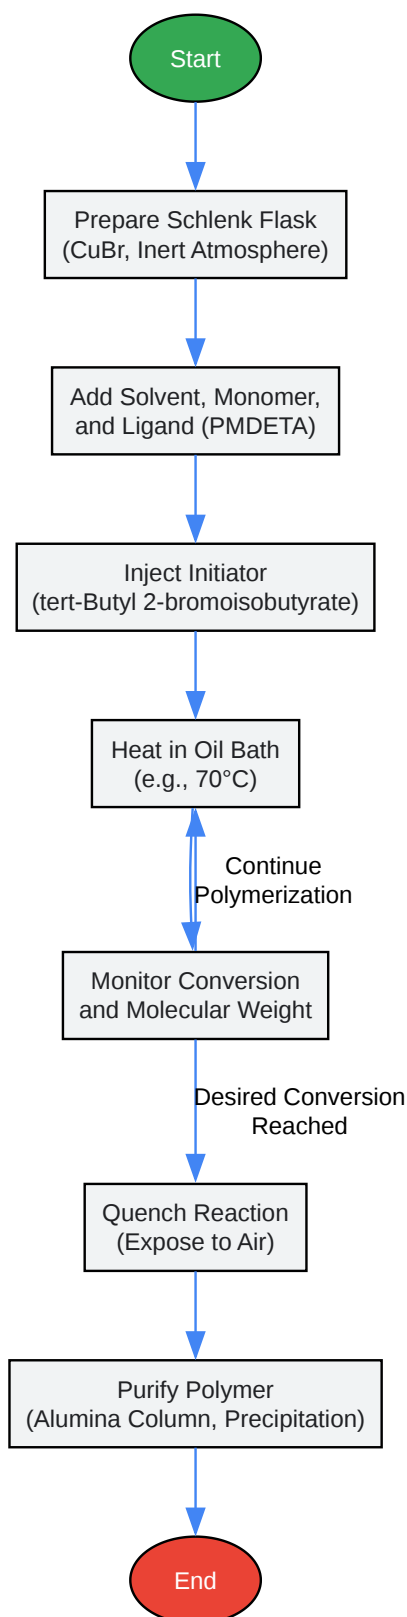 Start
Prepare Schlenk Flask
(CuBr, Inert Atmosphere)
Add Solvent, Monomer,
and Ligand (PMDETA)
Inject Initiator
(tert-Butyl 2-bromoisobutyrate)
Heat in Oil Bath
(e.g., 70°C)
Continue
Polymerization
Monitor Conversion
and Molecular Weight
Desired Conversion
Reached
Quench Reaction
(Expose to Air)
Purify Polymer
(Alumina Column, Precipitation)
End